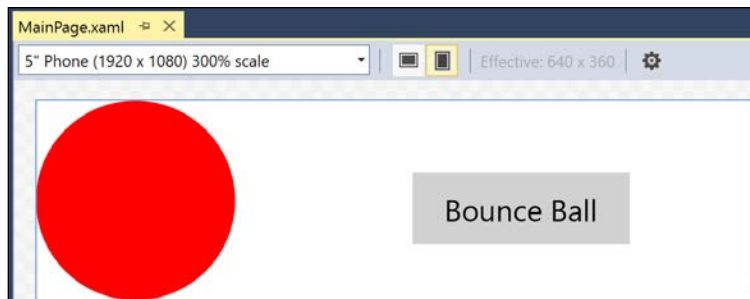 MainPage.xaml
5" Phone (1920 x 1080) 300% scale
Effective: 640 x 360
Bounce Ball